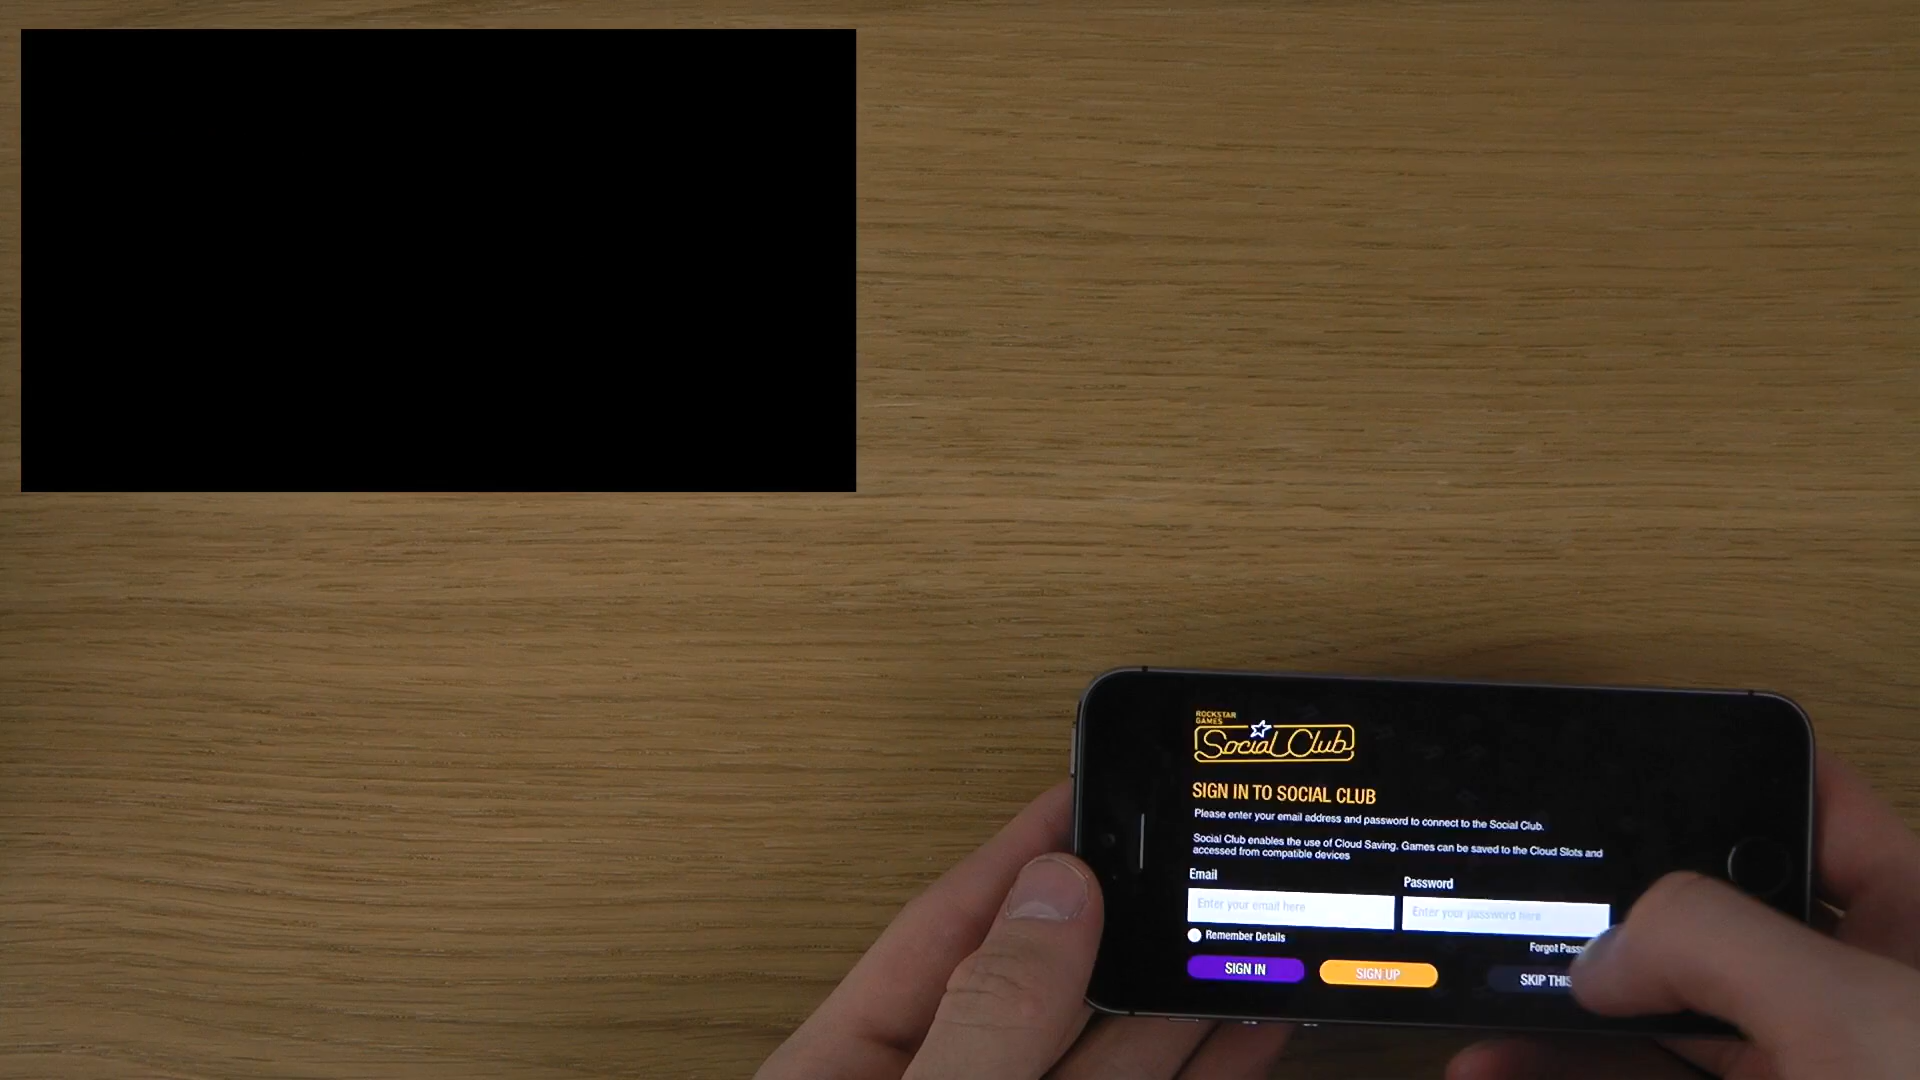 ROCKSTAR
GAMES
Social Club
SIGN IN TO SOCIAL CLUB
Please enter your email address and password to connect to the Social Club.
Social Club enables the use of Cloud Saving. Games can be saved to the Cloud Slots and
accessed from compatible devices
Email
Password
Enter your email here
Enter your password here
Remember Details
Forgot
SIGN IN
SIGN UP
SKIP THIS